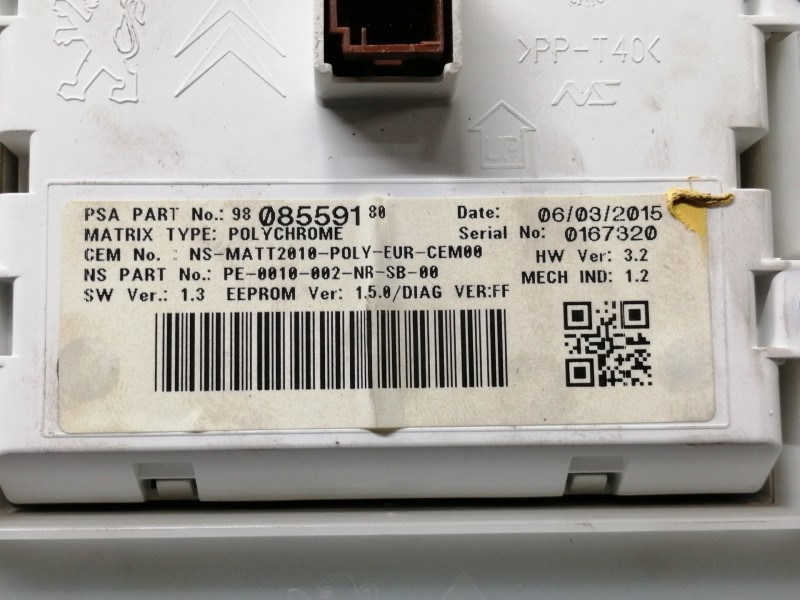 >PP-T40<
NS
UP
PSA PART No.: 98 085591 80 Date: 06/03/2015
MATRIX TYPE: POLYCHROME Serial No: 0167320
CEM No. : NS-MATT2010-POLY-EUR-CEM00 HW Ver: 3.2
NS PART No.: PE-0010-002-NR-SB-00 MECH IND: 1.2
SW Ver.: 1.3 EEPROM Ver: 1.5.0/DIAG VER:FF